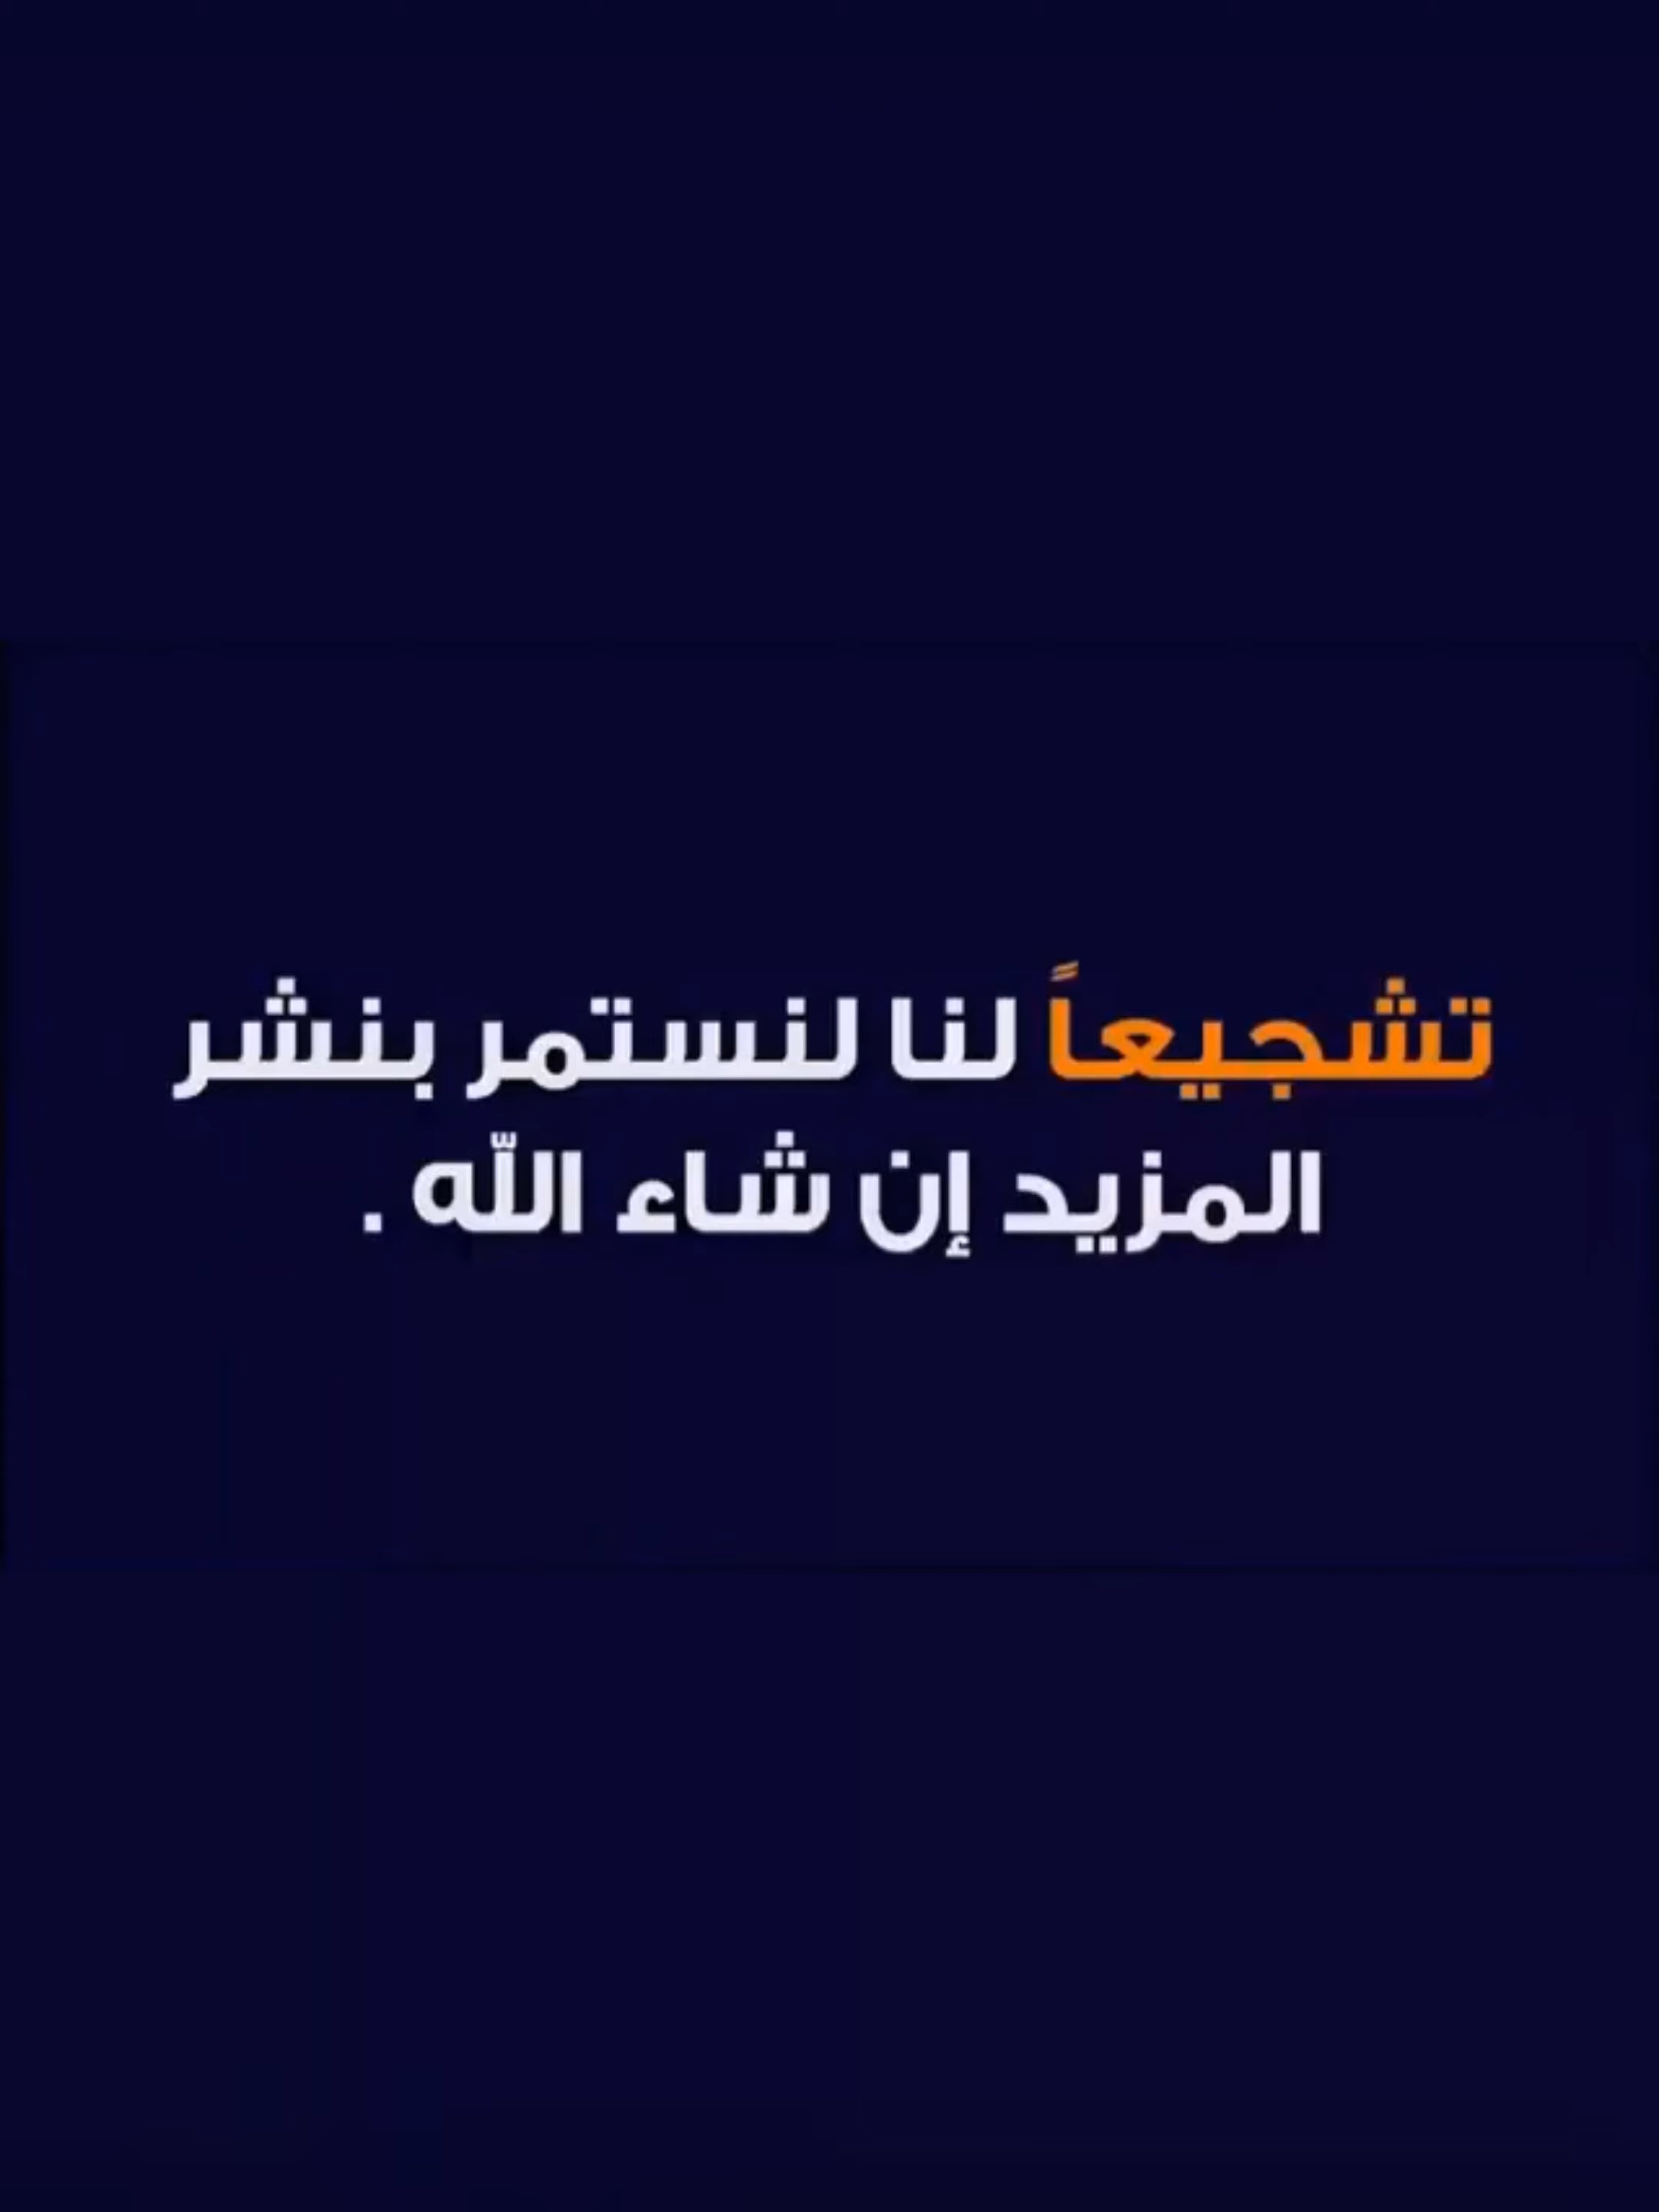 تشجيعاً لنا لنستمر بنشر
المزيد إن شاء اللّه .